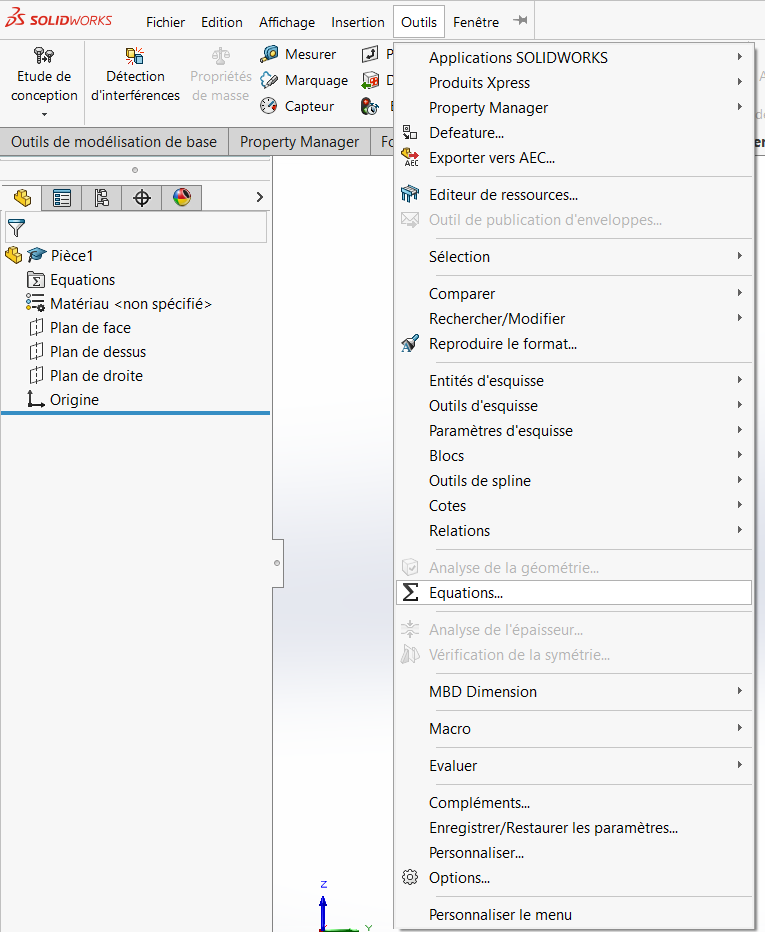 SOLIDWORKS Fichier Edition Affichage Insertion Outils Fenêtre
Etude de conception
Détection d'interférences
Propriétés de masse
Mesurer
Marquage
Capteur
Outils de modélisation de base
Property Manager
Pièce1
Equations
Matériau <non spécifié>
Plan de face
Plan de dessus
Plan de droite
Origine
Applications SOLIDWORKS
Produits Xpress
Property Manager
Defeature...
AEC
Exporter vers AEC...
Editeur de ressources...
Outil de publication d'enveloppes...
Sélection
Comparer
Rechercher/Modifier
Reproduire le format...
Entités d'esquisse
Outils d'esquisse
Paramètres d'esquisse
Blocs
Outils de spline
Cotes
Relations
Analyse de la géométrie...
Equations...
Analyse de l'épaisseur...
Vérification de la symétrie...
MBD Dimension
Macro
Evaluer
Compléments...
Enregistrer/Restaurer les paramètres...
Personnaliser...
Options...
Personnaliser le menu
Z
Y